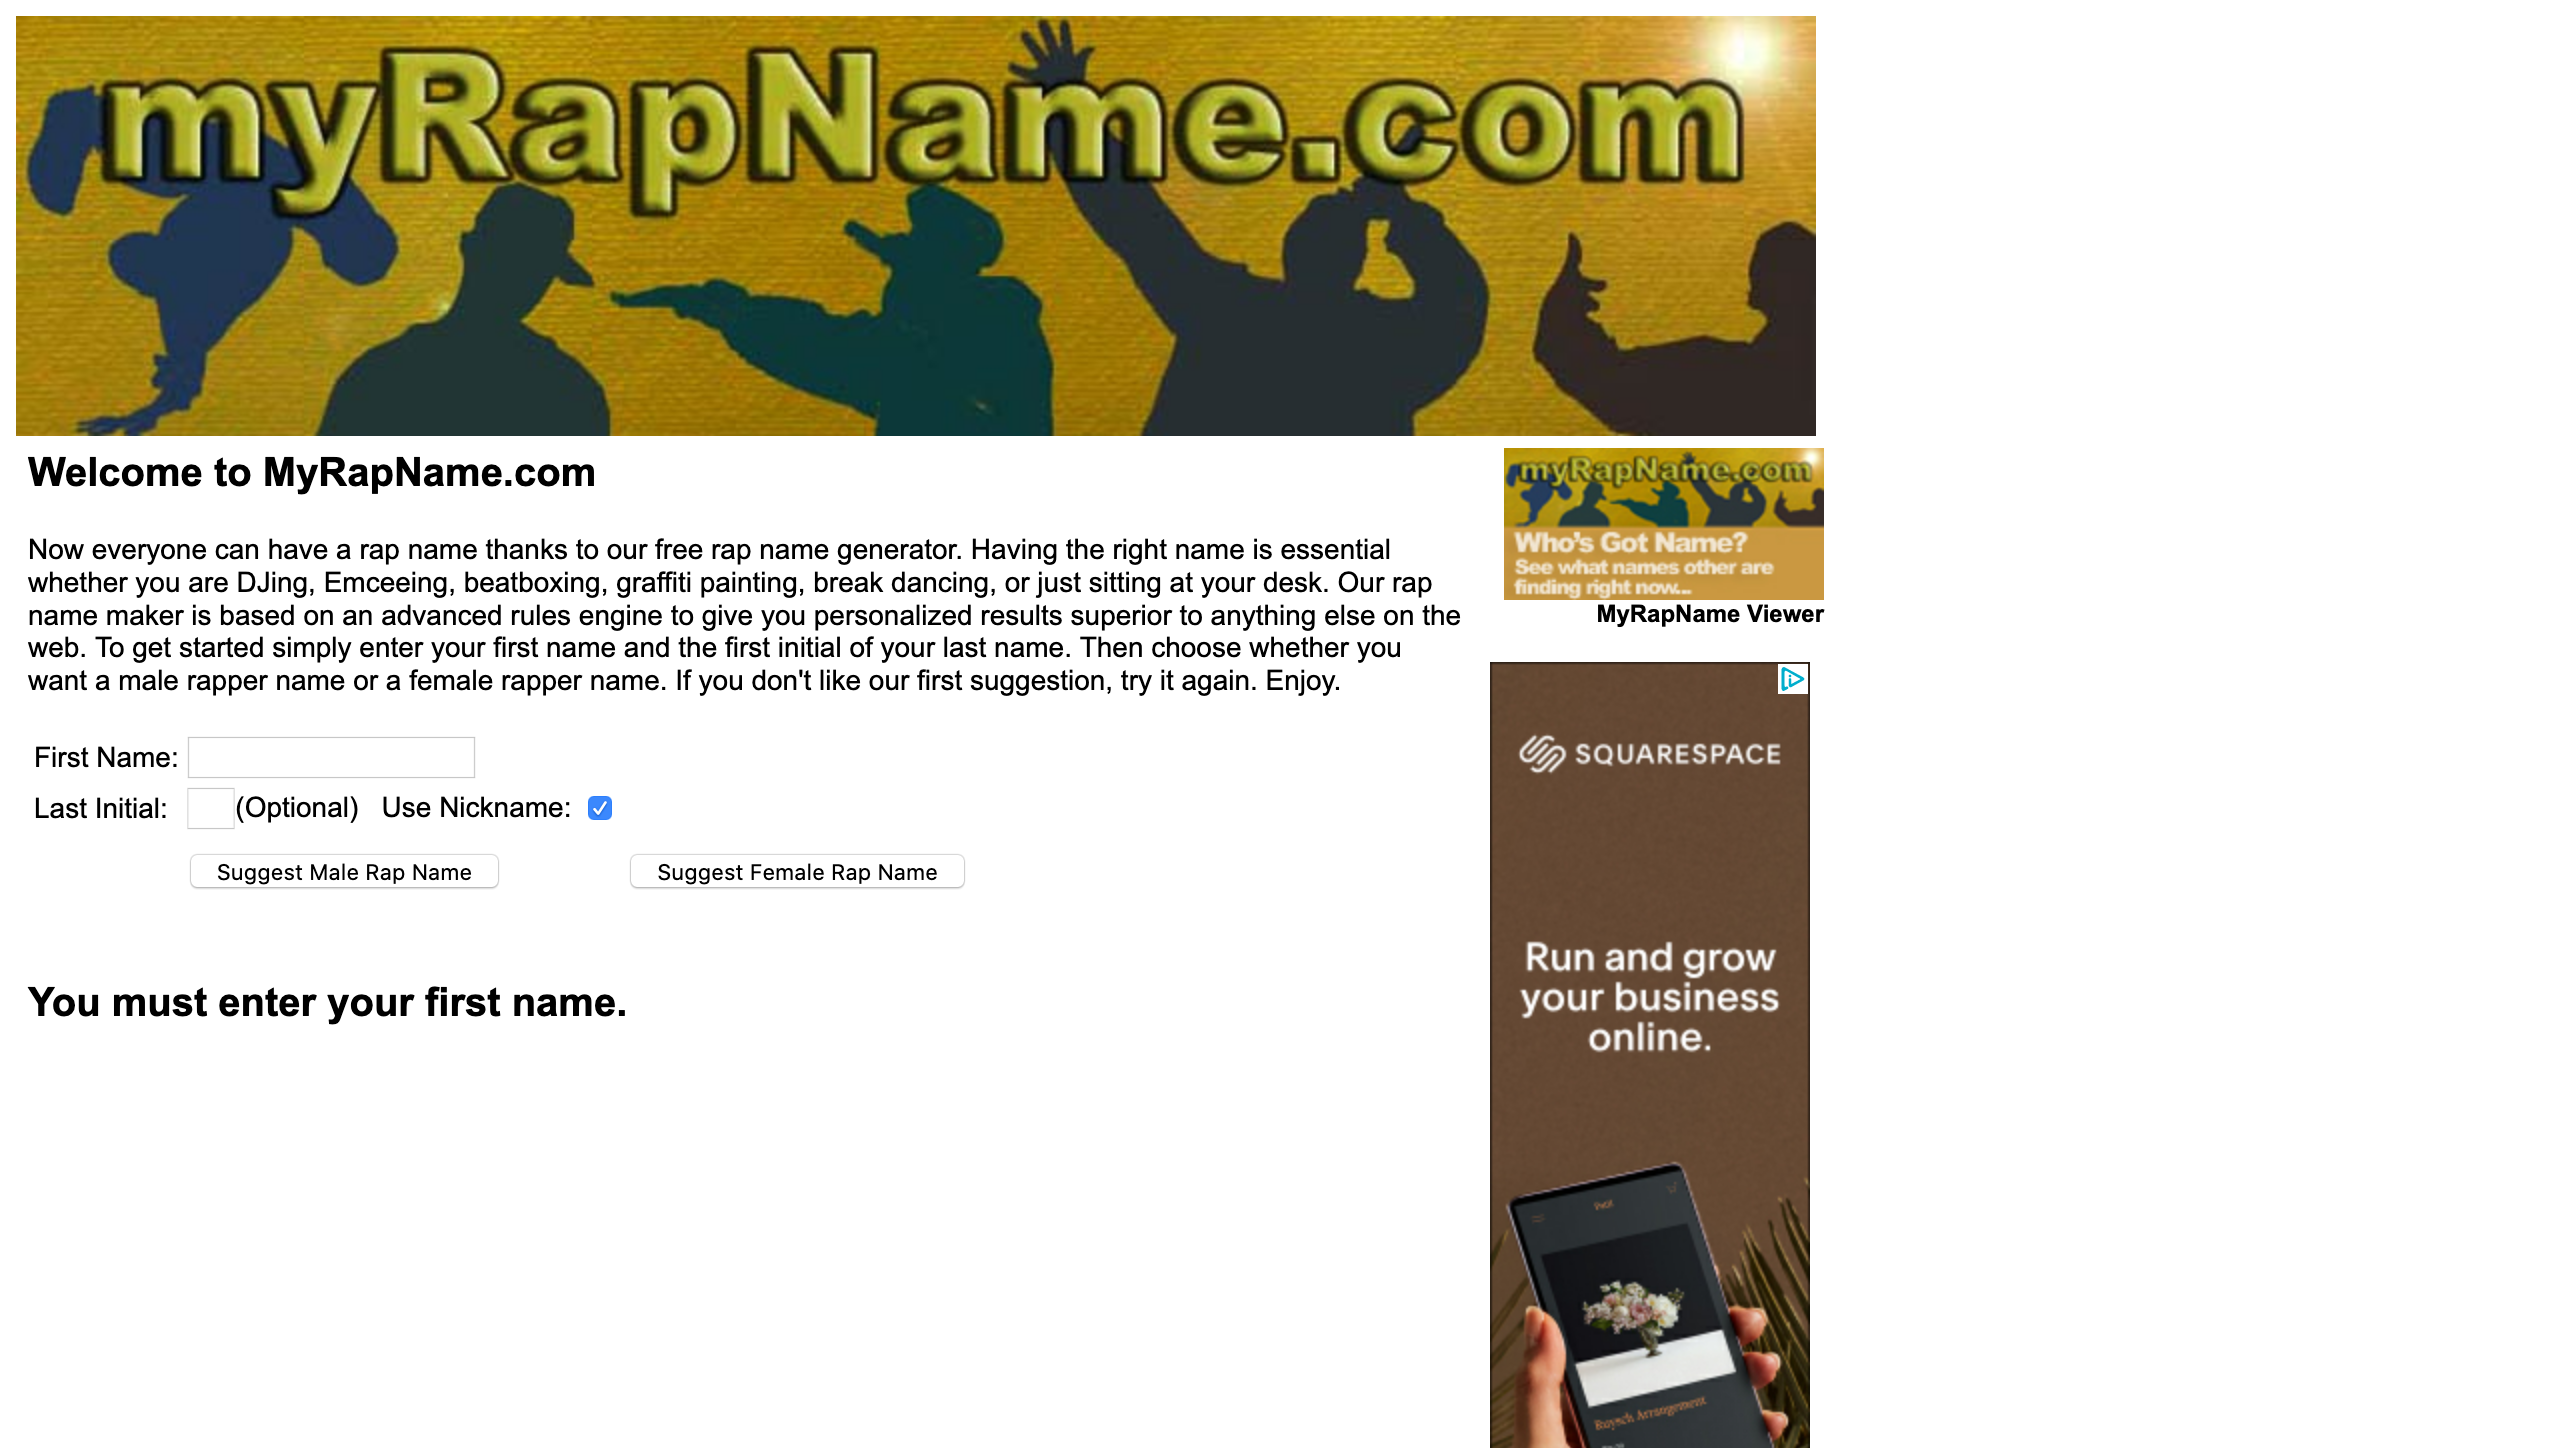 myRapName.com
Welcome to MyRapName.com
Now everyone can have a rap name thanks to our free rap name generator. Having the right name is essential
whether you are DJing, Emceeing, beatboxing, graffiti painting, break dancing, or just sitting at your desk. Our rap
name maker is based on an advanced rules engine to give you personalized results superior to anything else on the
web. To get started simply enter your first name and the first initial of your last name. Then choose whether you
want a male rapper name or a female rapper name. If you don't like our first suggestion, try it again. Enjoy.
First Name:
Last Initial: (Optional) Use Nickname:
Suggest Male Rap Name Suggest Female Rap Name
You must enter your first name.
myRapName.com
Who's Got Name?
See what names other are
finding right now...
MyRapName Viewer
SQUARESPACE
Run and grow
your business
online.
Ruysch Arrangement